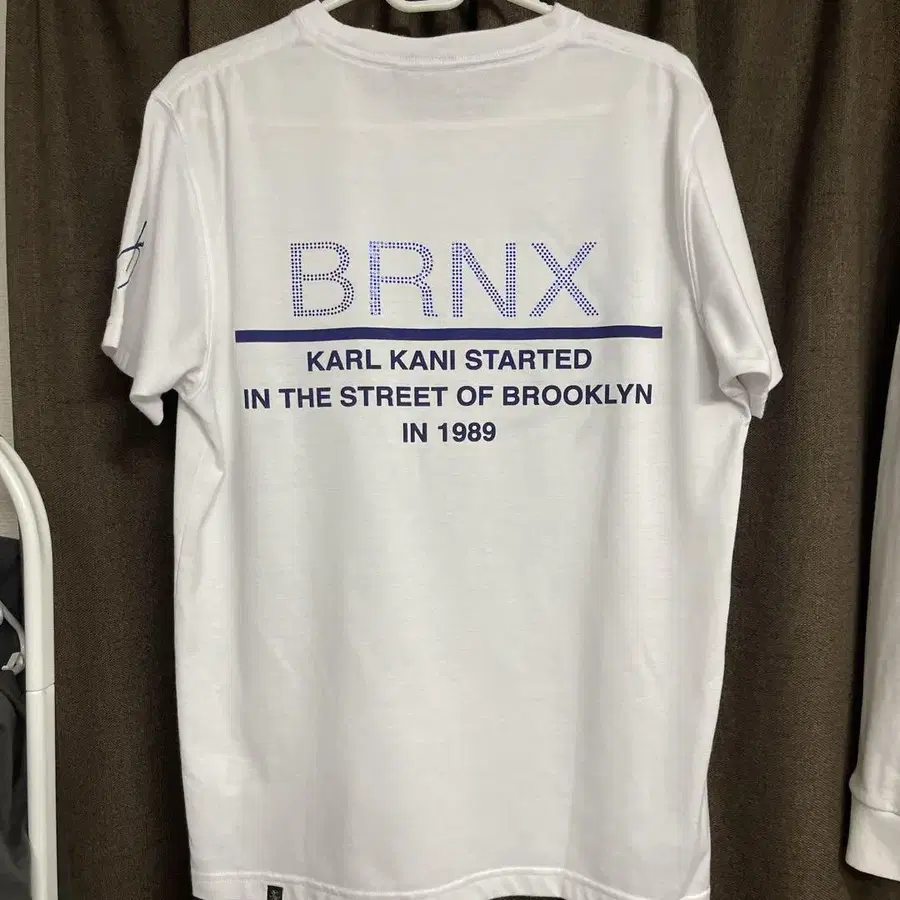 BRNX
KARL KANI STARTED
IN THE STREET OF BROOKLYN
IN 1989